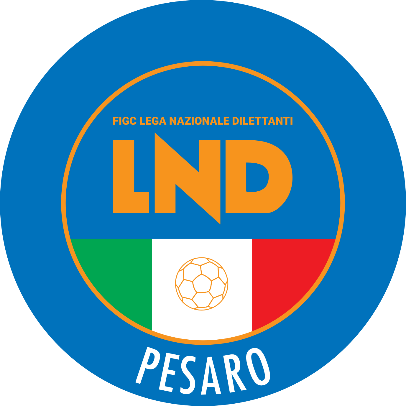 FIGC LEGA NAZIONALE DILETTANTI
LND
PESARO